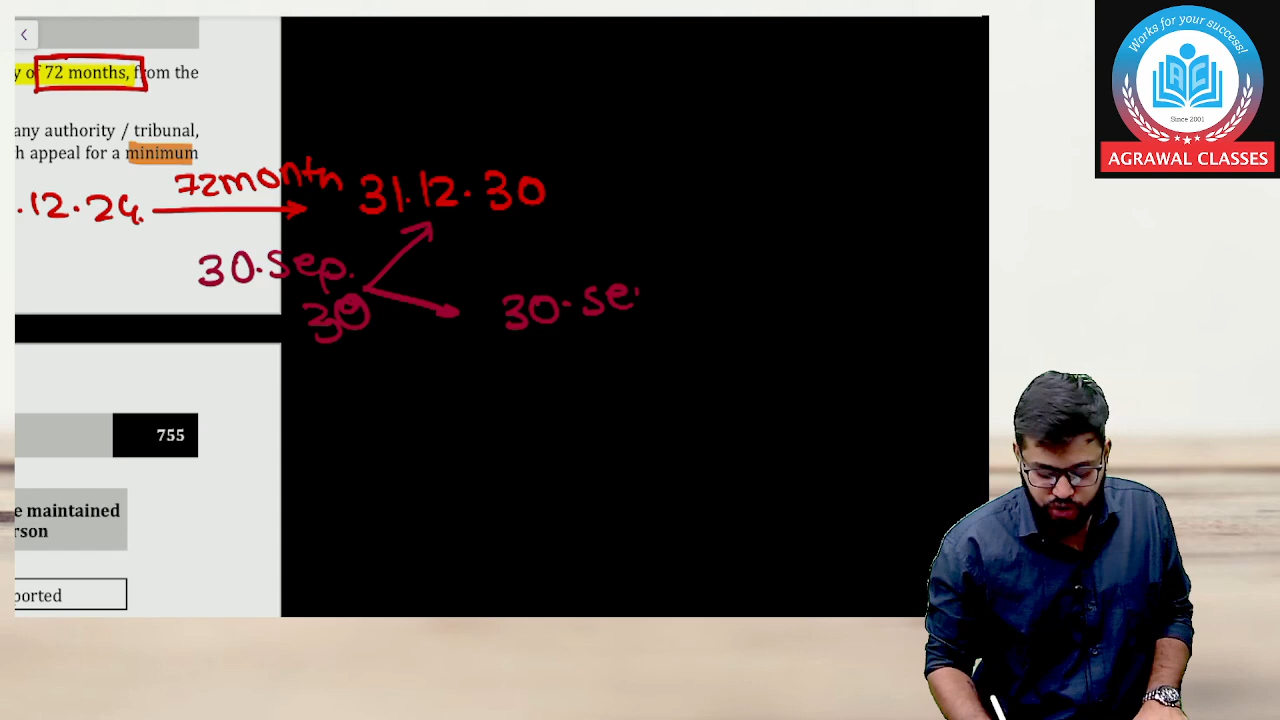 Works for your success!
AC
Since 2001
AGRAWAL CLASSES
y of 72 months, from the
any authority / tribunal,
h appeal for a minimum
.12.24. 72month 31.12.30
30.Sep.
30
30.Se
755
e maintained
rson
ported